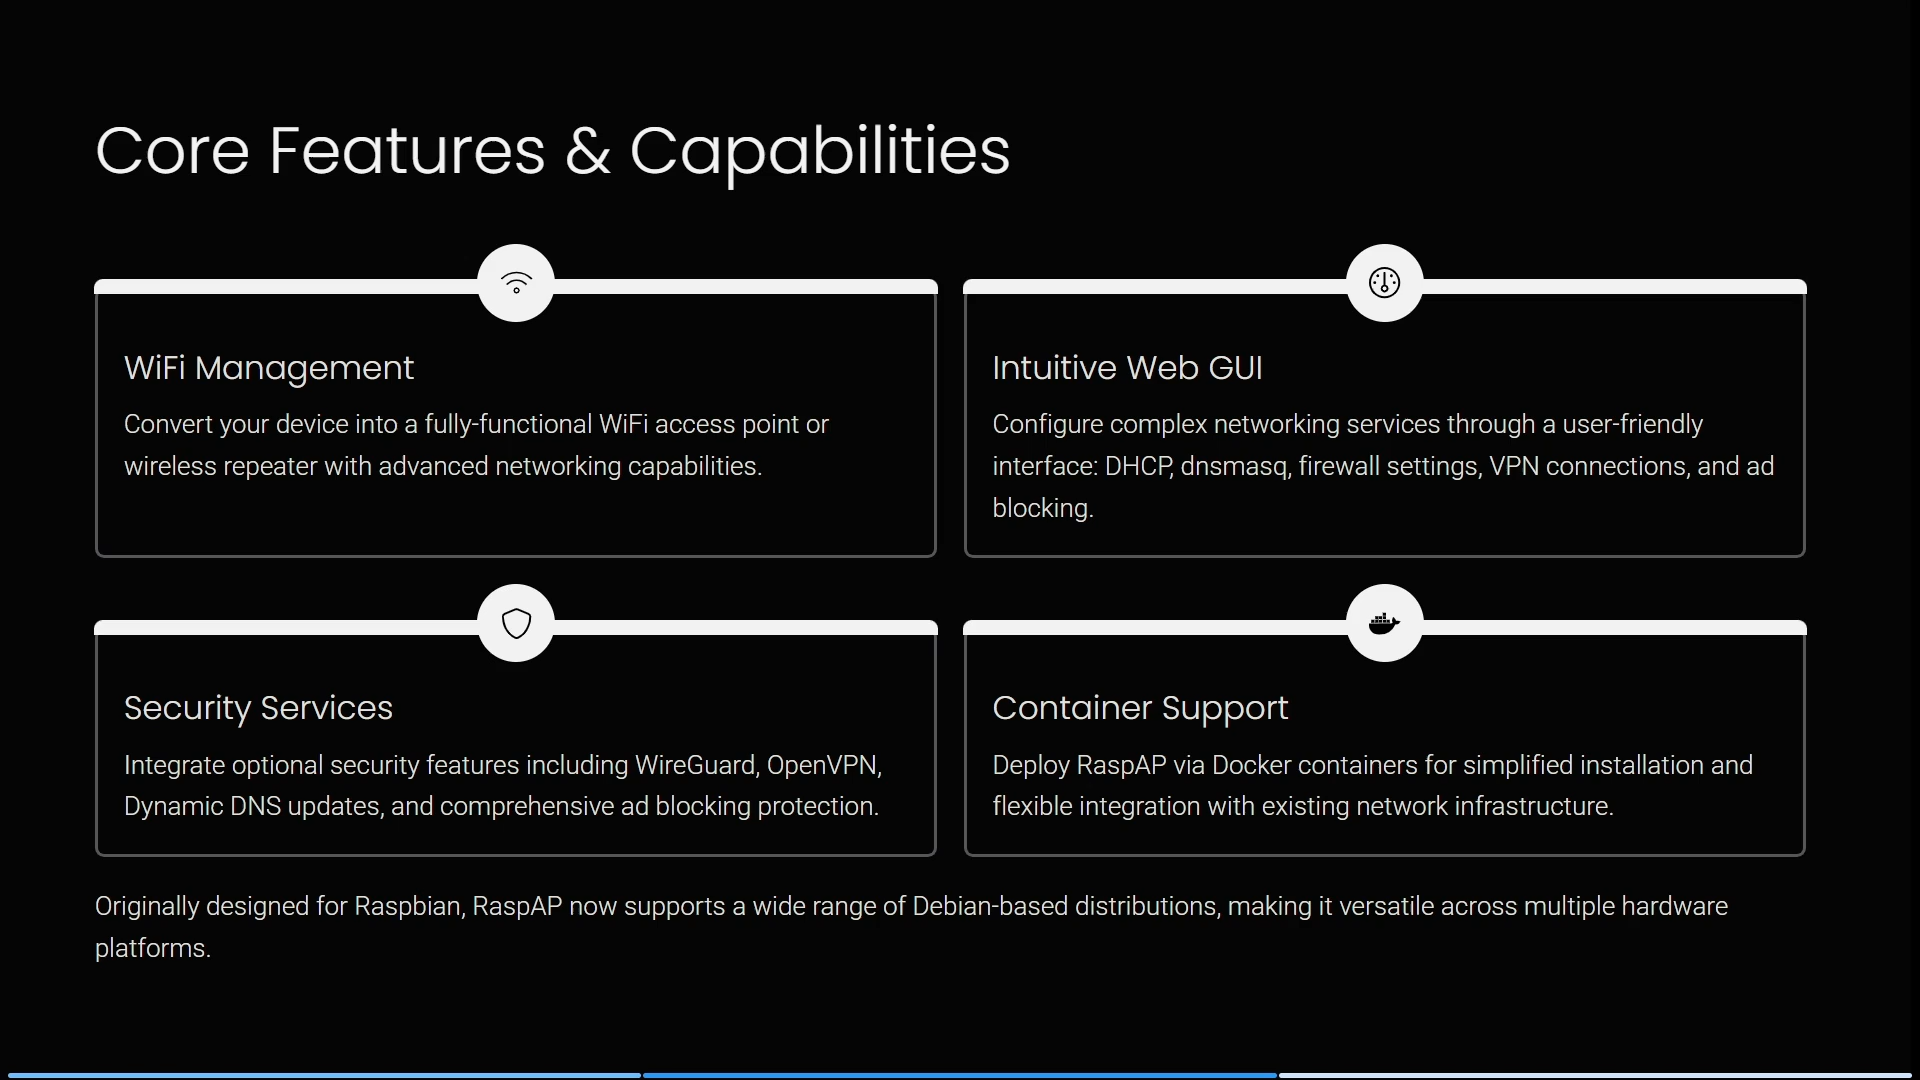 Core Features & Capabilities
WiFi Management
Convert your device into a fully-functional WiFi access point or
wireless repeater with advanced networking capabilities.
Intuitive Web GUI
Configure complex networking services through a user-friendly
interface: DHCP, dnsmasq, firewall settings, VPN connections, and ad
blocking.
Security Services
Integrate optional security features including WireGuard, OpenVPN,
Dynamic DNS updates, and comprehensive ad blocking protection.
Container Support
Deploy RaspAP via Docker containers for simplified installation and
flexible integration with existing network infrastructure.
Originally designed for Raspbian, RaspAP now supports a wide range of Debian-based distributions, making it versatile across multiple hardware
platforms.